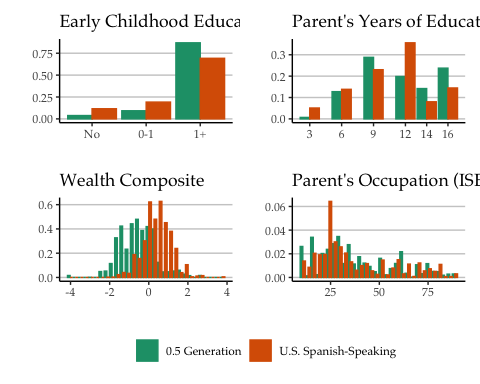 Early Childhood Educa
Parent's Years of Educat
0.75
0.50
0.25
0.00
No 0-1 1+
0.3
0.2
0.1
0.0
3 6 9 12 14 16
Wealth Composite
Parent's Occupation (ISE
0.6
0.4
0.2
0.0
-4 -2 0 2 4
0.06
0.04
0.02
0.00
25 50 75
0.5 Generation U.S. Spanish-Speaking